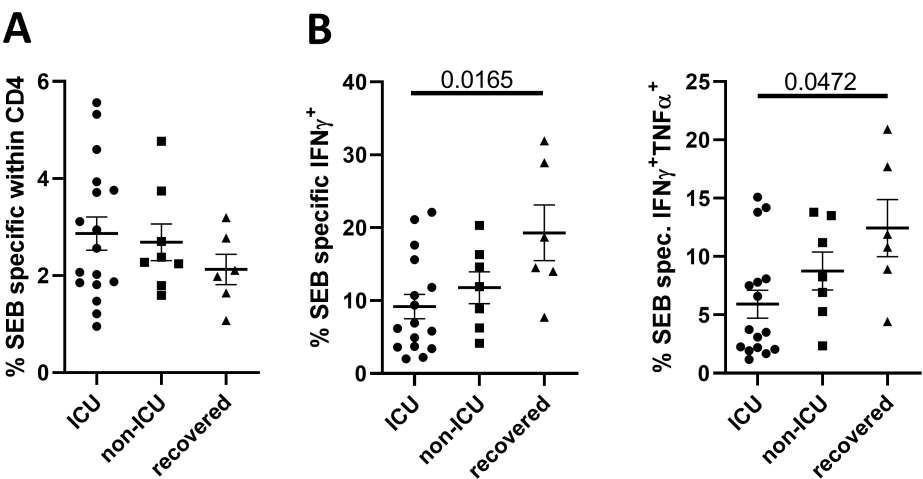 A
B
% SEB specific within CD4
6
4
2
0
ICU
non-ICU
recovered
% SEB specific IFNγ⁺
40
30
20
10
0
0.0165
ICU
non-ICU
recovered
% SEB spec. IFNγ⁺TNFα⁺
25
20
15
10
5
0
0.0472
ICU
non-ICU
recovered